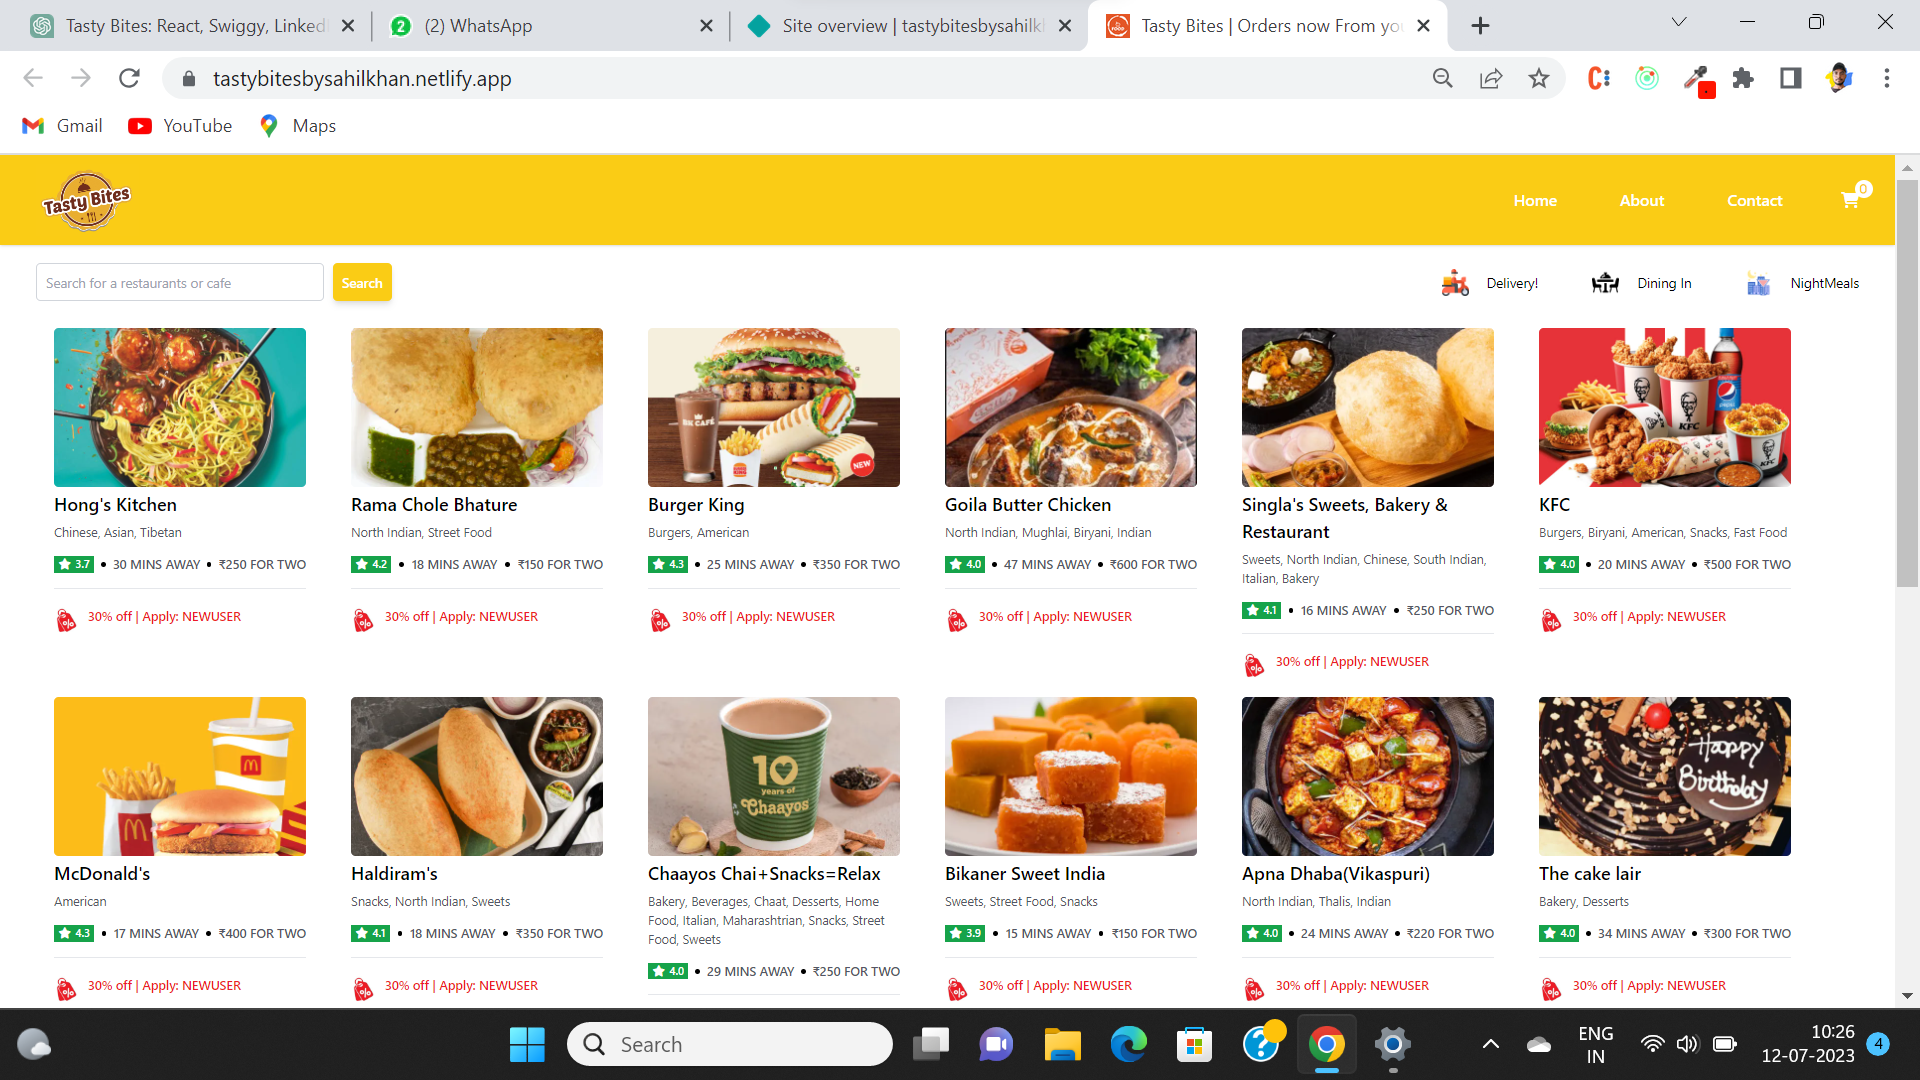 Tasty Bites: React, Swiggy, Linked
2
(2) WhatsApp
Site overview | tastybitesbysahilk
Tasty Bites | Orders now From yo
tastybitesbysahilkhan.netlify.app
Gmail
YouTube
Maps
Tasty Bites
Home
About
Contact
0
Search for a restaurants or cafe
Search
Delivery!
Dining In
NightMeals
BK CAFE
NEW
GOILA
KFC
KFC
pepsi
Hong's Kitchen
Rama Chole Bhature
Burger King
Goila Butter Chicken
Singla's Sweets, Bakery &
Restaurant
KFC
Chinese, Asian, Tibetan
North Indian, Street Food
Burgers, American
North Indian, Mughlai, Biryani, Indian
Sweets, North Indian, Chinese, South Indian,
Italian, Bakery
Burgers, Biryani, American, Snacks, Fast Food
3.7 • 30 MINS AWAY • ₹250 FOR TWO
4.2 • 18 MINS AWAY • ₹150 FOR TWO
4.3 • 25 MINS AWAY • ₹350 FOR TWO
4.0 • 47 MINS AWAY • ₹600 FOR TWO
4.1 • 16 MINS AWAY • ₹250 FOR TWO
4.0 • 20 MINS AWAY • ₹500 FOR TWO
30% off | Apply: NEWUSER
30% off | Apply: NEWUSER
30% off | Apply: NEWUSER
30% off | Apply: NEWUSER
30% off | Apply: NEWUSER
30% off | Apply: NEWUSER
10
years of
Chaayos
Happy
Birthday
McDonald's
Haldiram's
Chaayos Chai+Snacks=Relax
Bikaner Sweet India
Apna Dhaba(Vikaspuri)
The cake lair
American
Snacks, North Indian, Sweets
Bakery, Beverages, Chaat, Desserts, Home
Food, Italian, Maharashtrian, Snacks, Street
Food, Sweets
Sweets, Street Food, Snacks
North Indian, Thalis, Indian
Bakery, Desserts
4.3 • 17 MINS AWAY • ₹400 FOR TWO
4.1 • 18 MINS AWAY • ₹350 FOR TWO
4.0 • 29 MINS AWAY • ₹250 FOR TWO
3.9 • 15 MINS AWAY • ₹150 FOR TWO
4.0 • 24 MINS AWAY • ₹220 FOR TWO
4.0 • 34 MINS AWAY • ₹300 FOR TWO
30% off | Apply: NEWUSER
30% off | Apply: NEWUSER
30% off | Apply: NEWUSER
30% off | Apply: NEWUSER
30% off | Apply: NEWUSER
Search
ENG
IN
10:26
12-07-2023
4